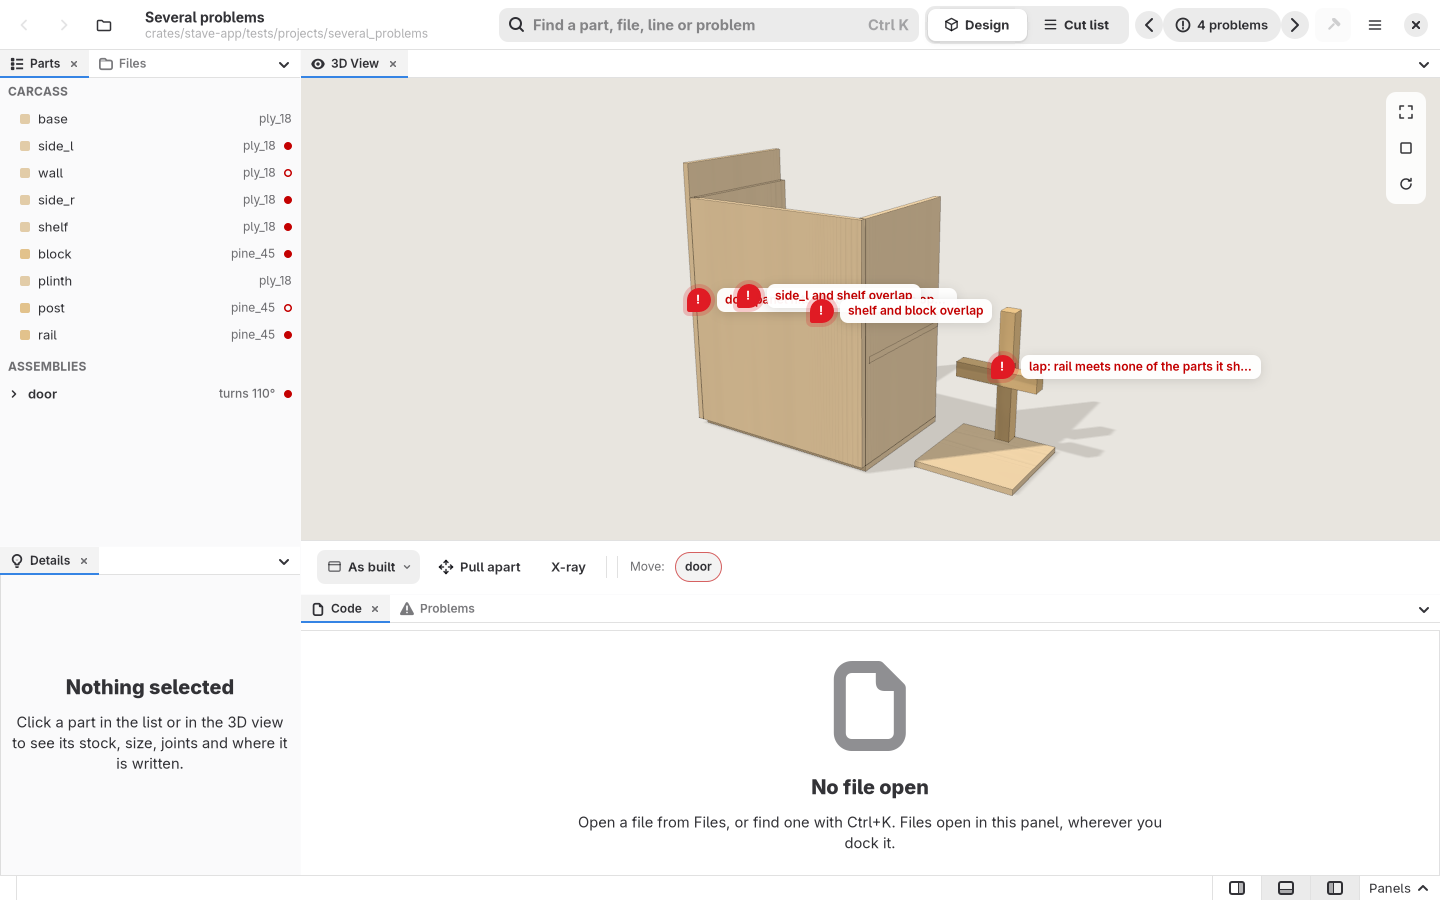 Several problems
crates/stave-app/tests/projects/several_problems
Find a part, file, line or problem
Ctrl K
Design
Cut list
4 problems
Parts
Files
3D View
CARCASS
base ply_18
side_l ply_18
wall ply_18
side_r ply_18
shelf ply_18
block pine_45
plinth ply_18
post pine_45
rail pine_45
ASSEMBLIES
door turns 110°
! side_l and shelf overlap
! shelf and block overlap
! lap: rail meets none of the parts it sh...
Details
Nothing selected
Click a part in the list or in the 3D view
to see its stock, size, joints and where it
is written.
As built
Pull apart
X-ray
Move:
door
Code
Problems
No file open
Open a file from Files, or find one with Ctrl+K. Files open in this panel, wherever you
dock it.
Panels